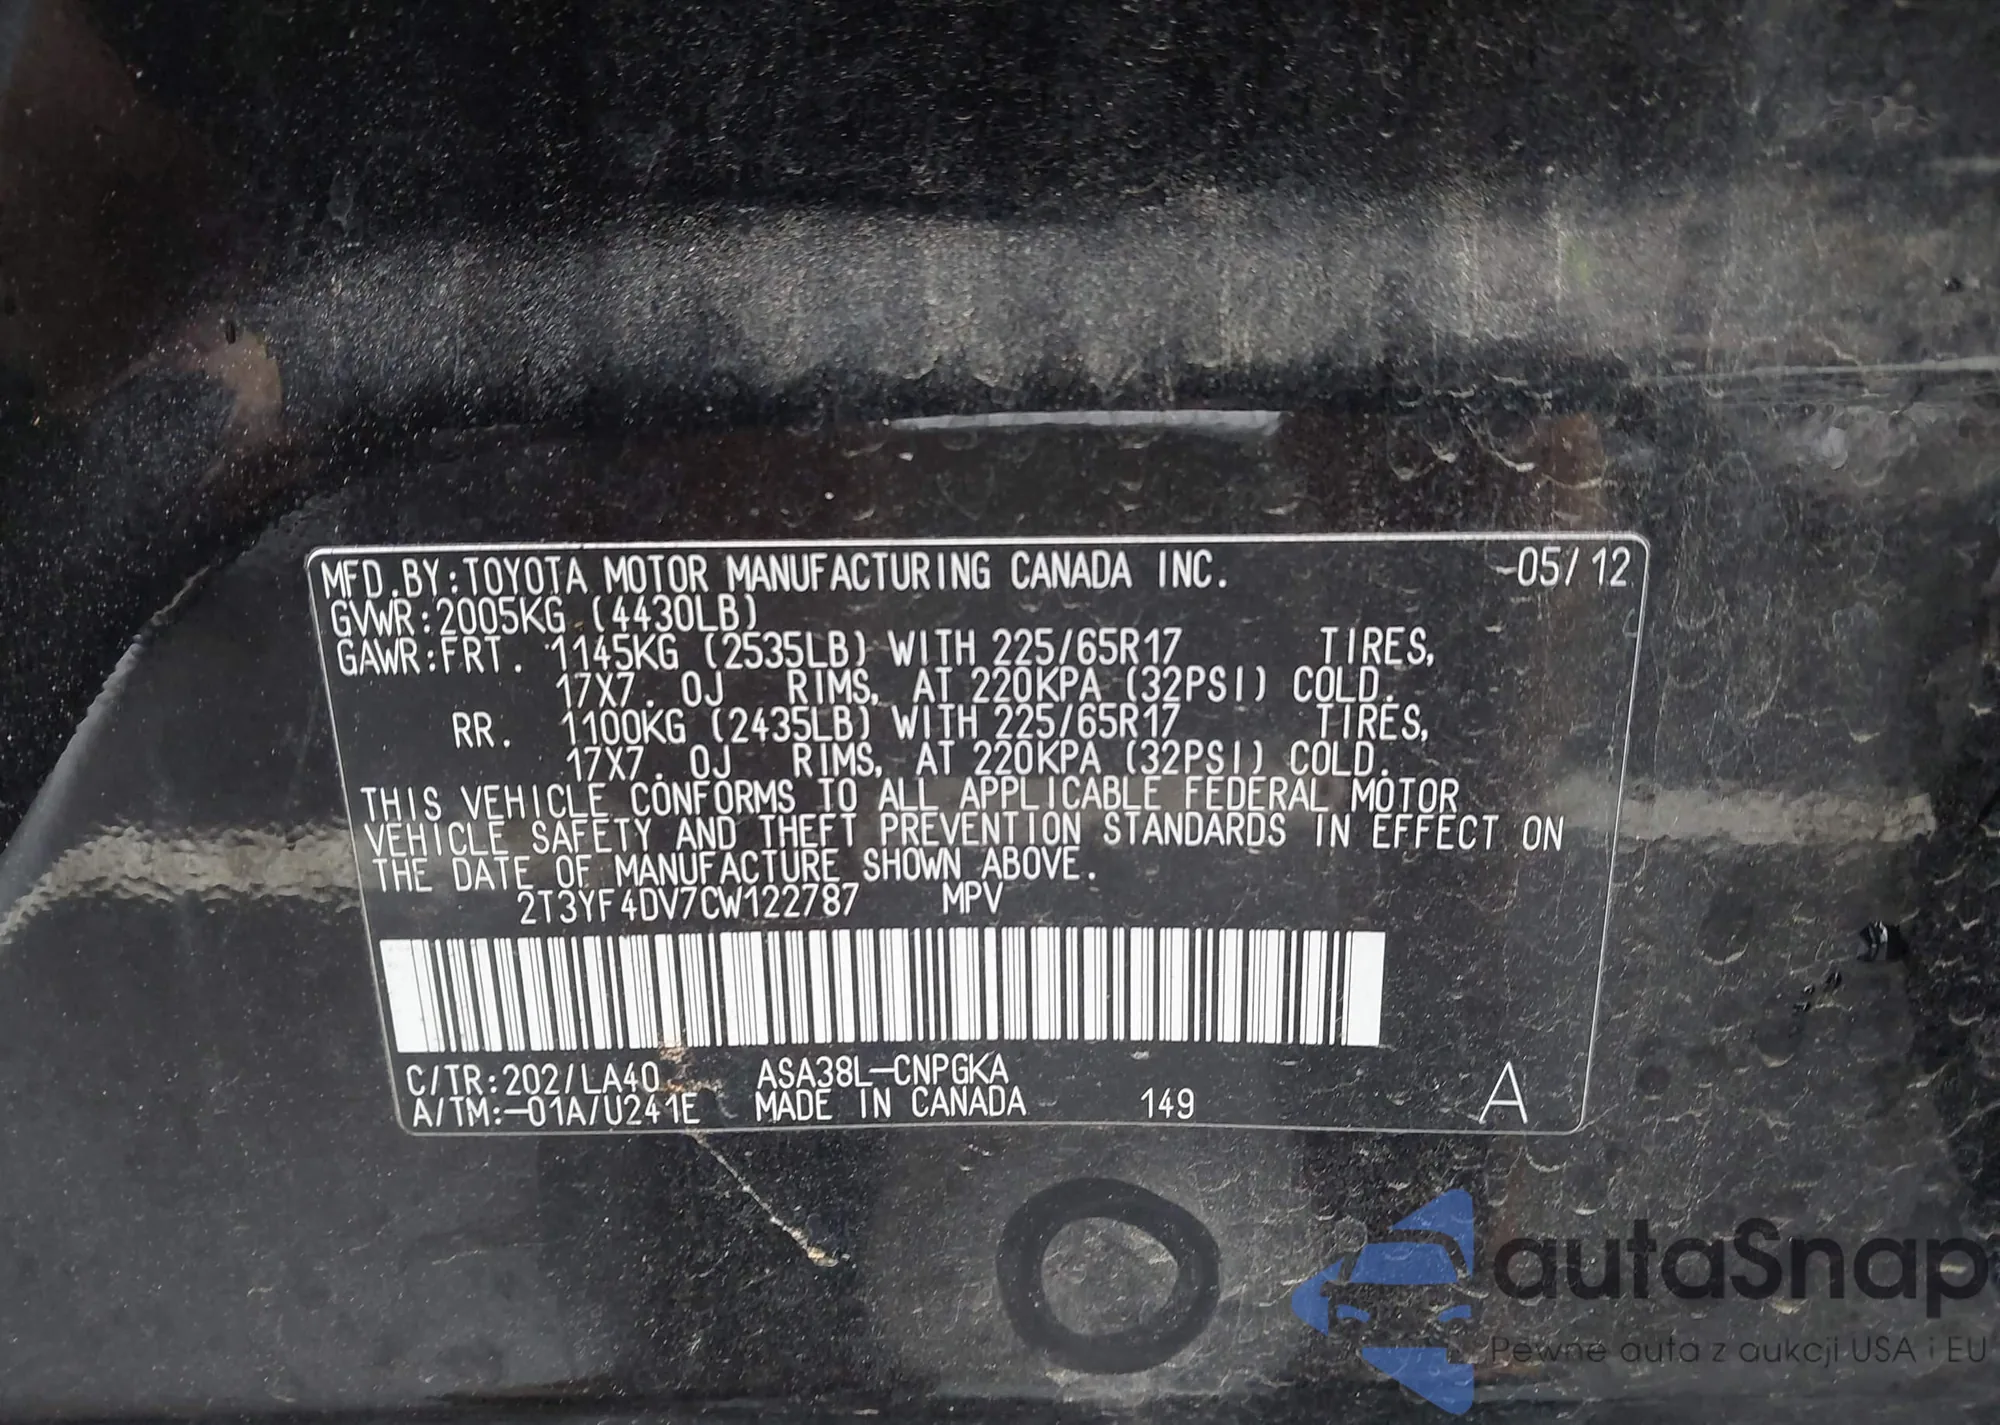 MFD.BY:TOYOTA MOTOR MANUFACTURING CANADA INC. -05/12
GVWR:2005KG (4430LB)
GAWR:FRT. 1145KG (2535LB) WITH 225/65R17 TIRES,
17X7.0J RIMS, AT 220KPA (32PSI) COLD.
RR. 1100KG (2435LB) WITH 225/65R17 TIRES,
17X7.0J RIMS, AT 220KPA (32PSI) COLD.
THIS VEHICLE CONFORMS TO ALL APPLICABLE FEDERAL MOTOR
VEHICLE SAFETY AND THEFT PREVENTION STANDARDS IN EFFECT ON
THE DATE OF MANUFACTURE SHOWN ABOVE.
2T3YF4DV7CW122787 MPV
C/TR:202/LA40 ASA38L-CNPGKA
A/TM:-01A/U241E MADE IN CANADA 149 A
O
autaSnap
Pewne auta z aukcji USA i EU